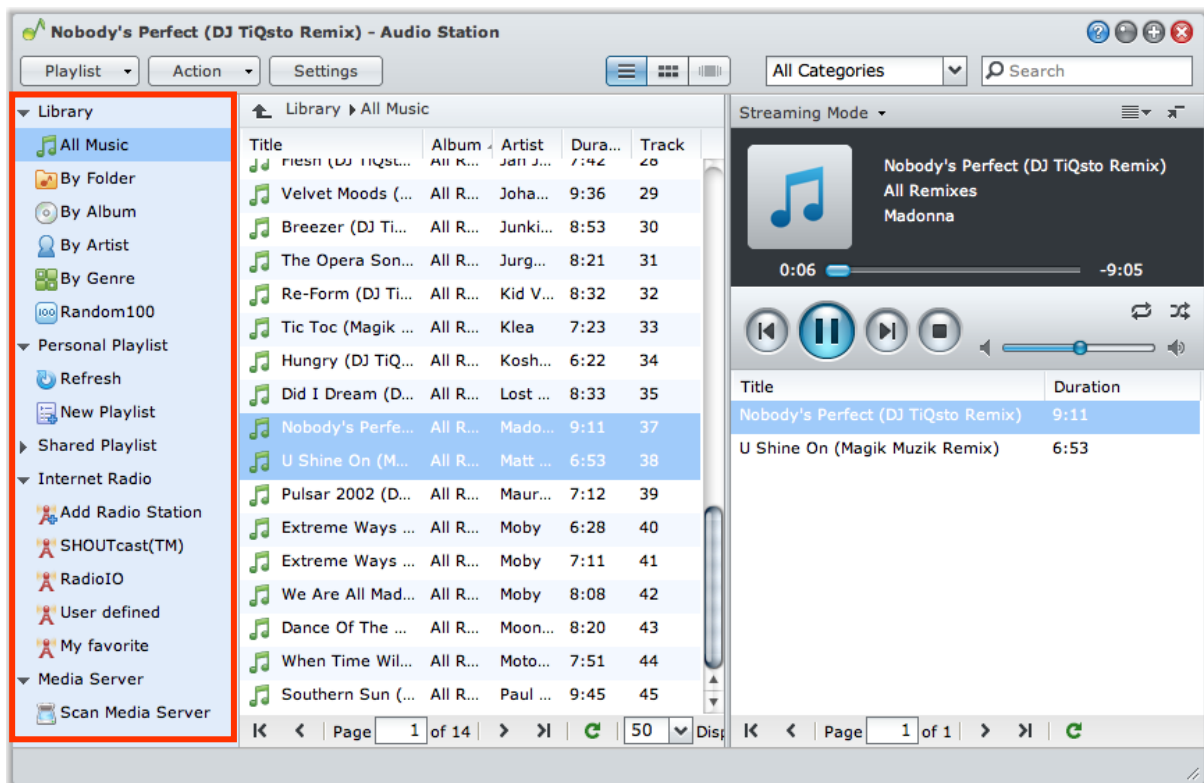 Nobody's Perfect (DJ TiQsto Remix) - Audio Station
Playlist Action Settings All Categories Search
Library
All Music
By Folder
By Album
By Artist
By Genre
100 Random100
Personal Playlist
Refresh
New Playlist
Shared Playlist
Internet Radio
Add Radio Station
SHOUTcast(TM)
RadioIO
User defined
My favorite
Media Server
Scan Media Server
Library All Music
Title Album Artist Dura... Track
Flesh (DJ TiQst... All R... Jan J... 7:42 28
Velvet Moods (... All R... Joha... 9:36 29
Breezer (DJ Ti... All R... Junki... 8:53 30
The Opera Son... All R... Jurg... 8:21 31
Re-Form (DJ Ti... All R... Kid V... 8:32 32
Tic Toc (Magik ... All R... Klea 7:23 33
Hungry (DJ TiQ... All R... Kosh... 6:22 34
Did I Dream (D... All R... Lost ... 8:33 35
Nobody's Perfe... All R... Mado... 9:11 37
U Shine On (M... All R... Matt ... 6:53 38
Pulsar 2002 (D... All R... Maur... 7:12 39
Extreme Ways ... All R... Moby 6:28 40
Extreme Ways ... All R... Moby 7:11 41
We Are All Mad... All R... Moby 8:08 42
Dance Of The ... All R... Moon... 8:20 43
When Time Wil... All R... Moto... 7:51 44
Southern Sun (... All R... Paul ... 9:45 45
Page 1 of 14 50 Disp
Streaming Mode
Nobody's Perfect (DJ TiQsto Remix)
All Remixes
Madonna
0:06 -9:05
Title Duration
Nobody's Perfect (DJ TiQsto Remix) 9:11
U Shine On (Magik Muzik Remix) 6:53
Page 1 of 1